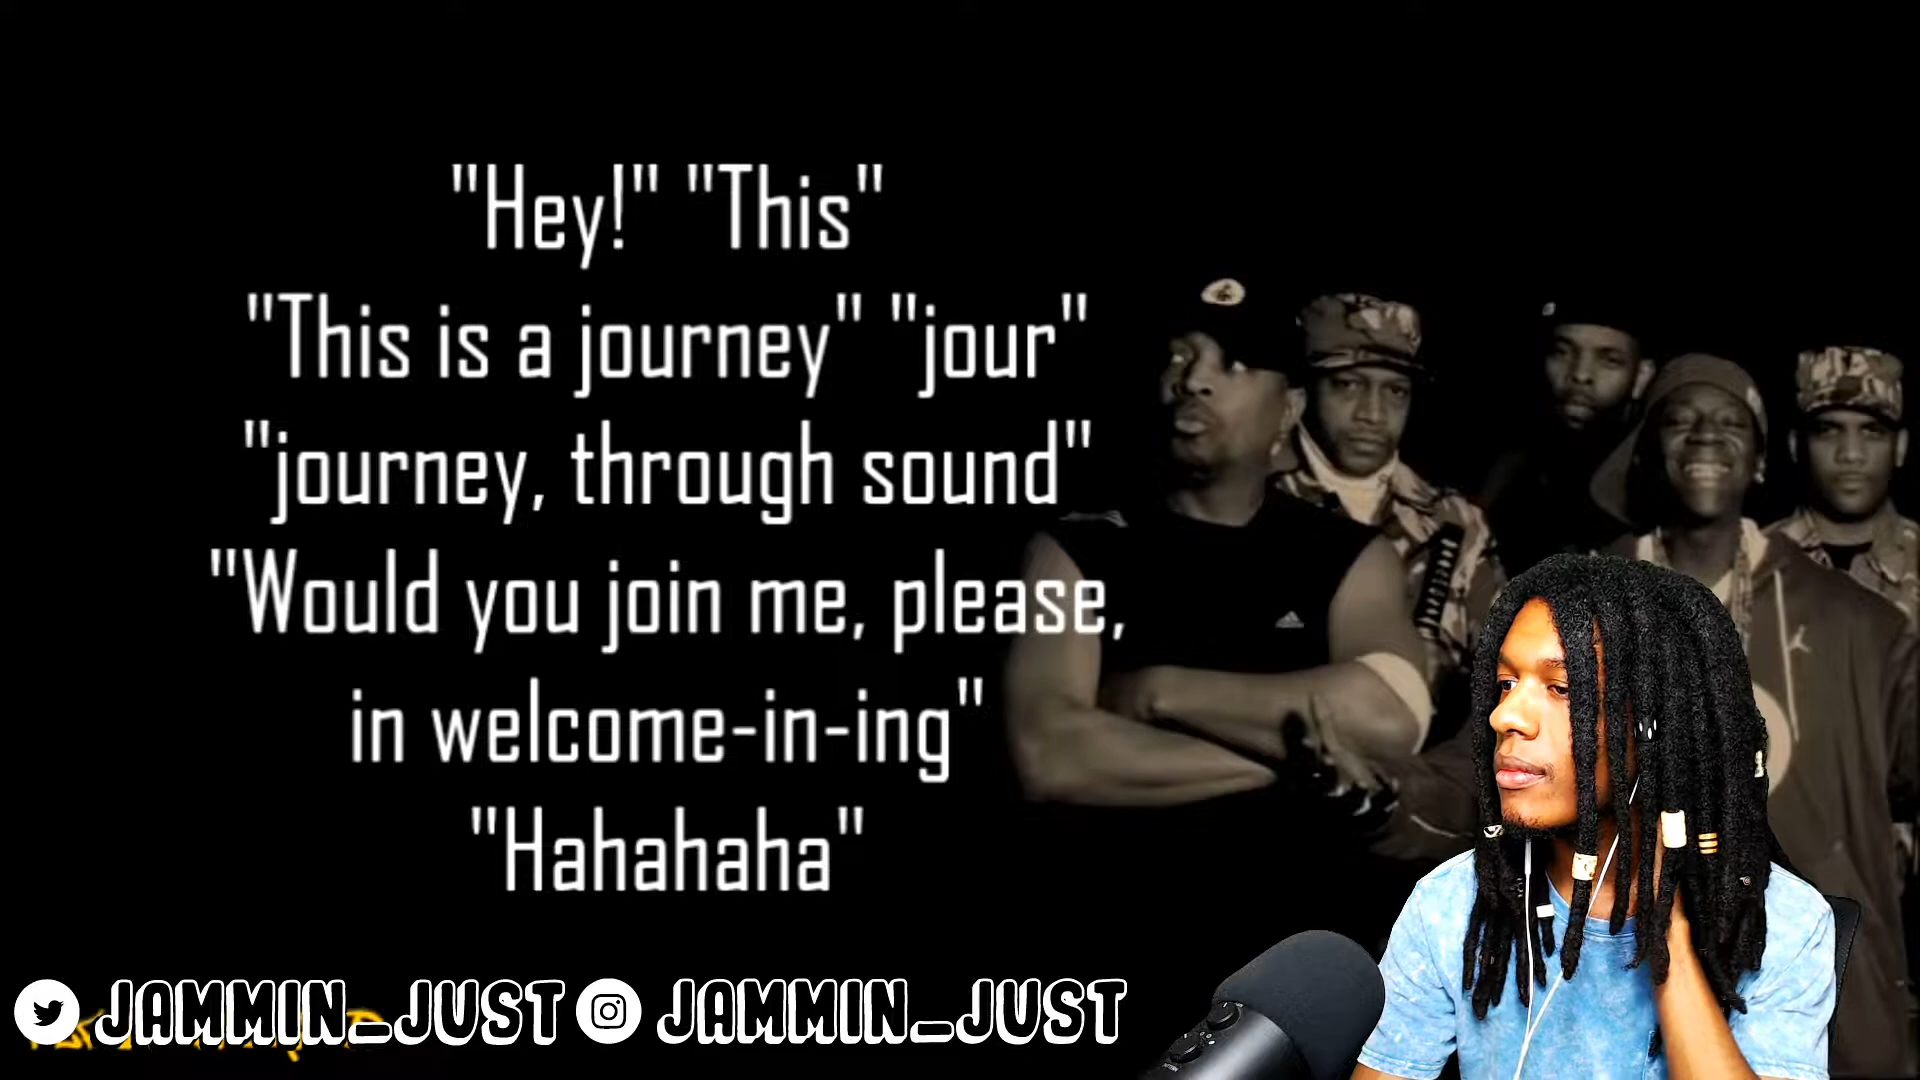 "Hey!" "This"
"This is a journey" "jour"
"journey, through sound"
"Would you join me, please,
in welcome-in-ing"
"Hahahaha"
JAMMIN_JUST JAMMIN_JUST